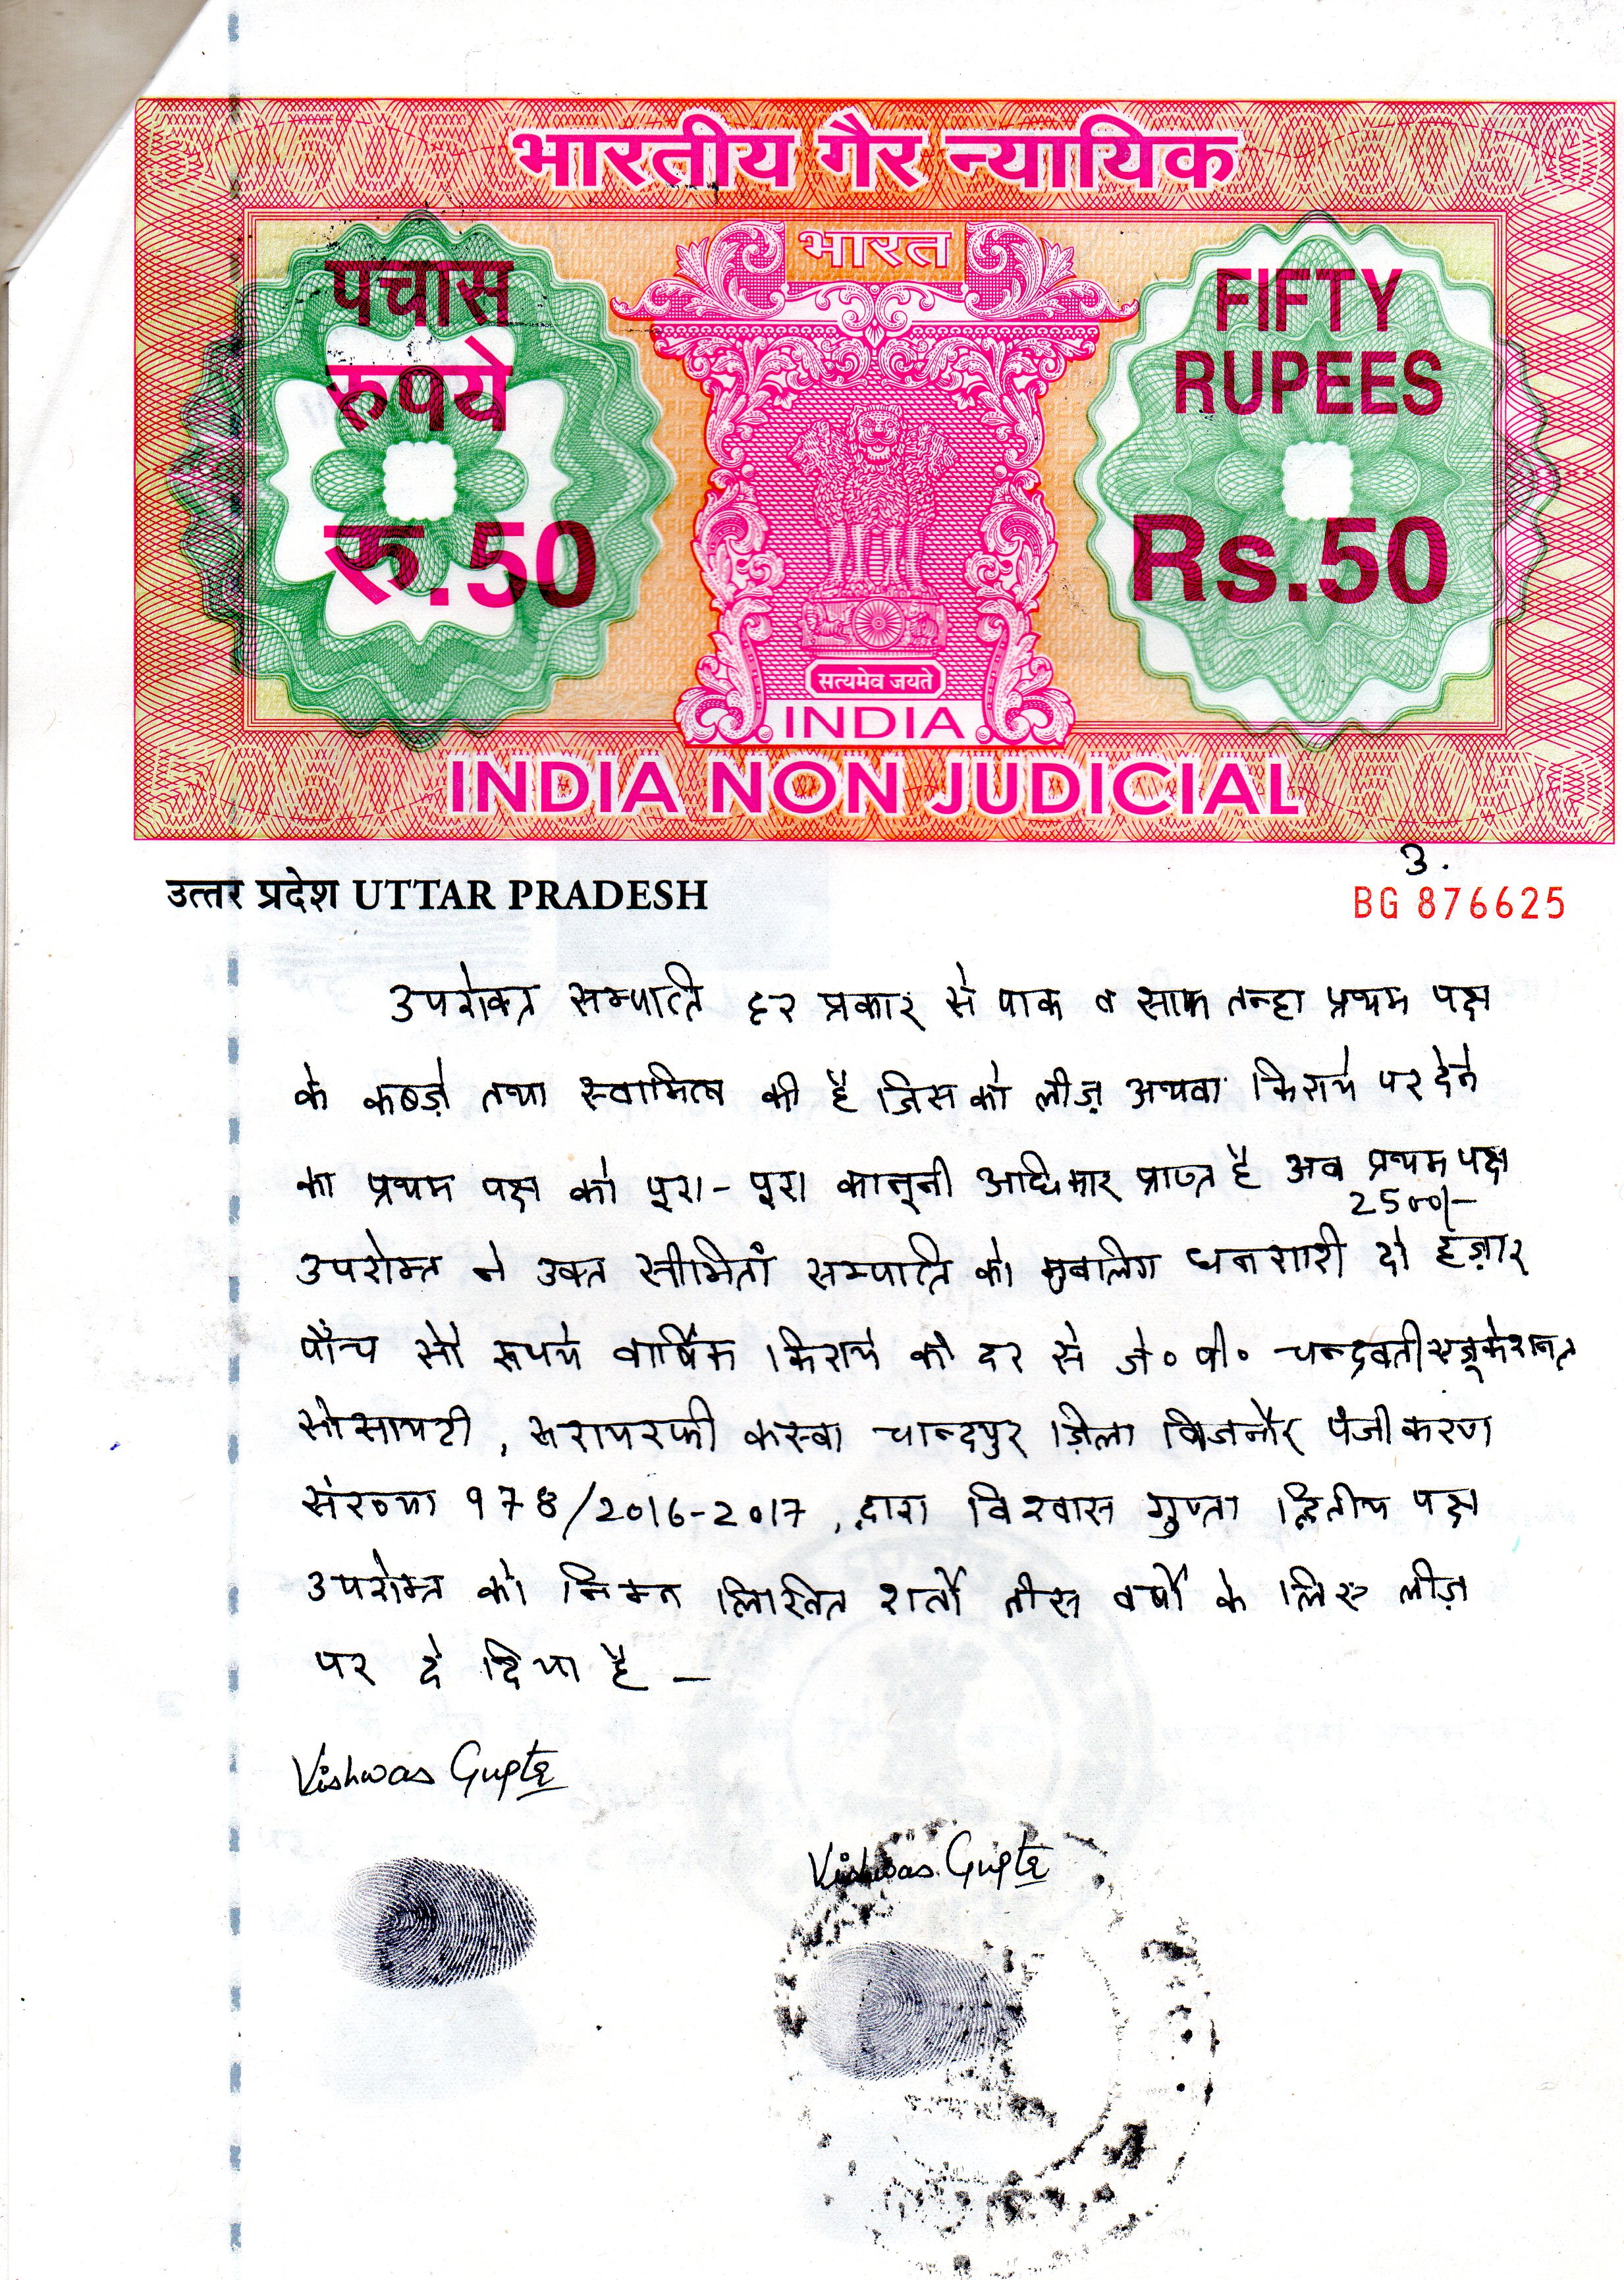 भारतीय गैर न्यायिक
भारत
पचास
रुपये
रु.50
FIFTY
RUPEES
Rs.50
सत्यमेव जयते
INDIA
INDIA NON JUDICIAL
3.
उत्तर प्रदेश UTTAR PRADESH
BG 876625
उपरोक्त सम्पत्ति हर प्रकार से पाक व साफ तन्हा प्रथम पक्ष
के कब्ज़े तथा स्वामित्व की है जिसको लीज़ अथवा किराये पर देने
का प्रथम पक्ष को पूरा-पूरा कानूनी अधिकार प्राप्त है अब प्रथम पक्ष
2500/-
उपरोक्त ने उक्त सम्पत्ति को मुबलिग धनराशी दो हज़ार
पाँच सौ रूपये वार्षिक किराये की दर से जे॰ पी॰ चन्द्रवती एजूकेशनल
सोसायटी, सरायरफी कस्बा चान्दपुर ज़िला बिजनौर पंजीकरण
संख्या 978/2016-2017, द्वारा विश्वास गुप्ता द्वितीय पक्ष
उपरोक्त को निम्न लिखित शर्तो तीस वर्षो के लिए लीज़
पर दे दिया है –
Vishwas Gupta
Vishwas Gupta